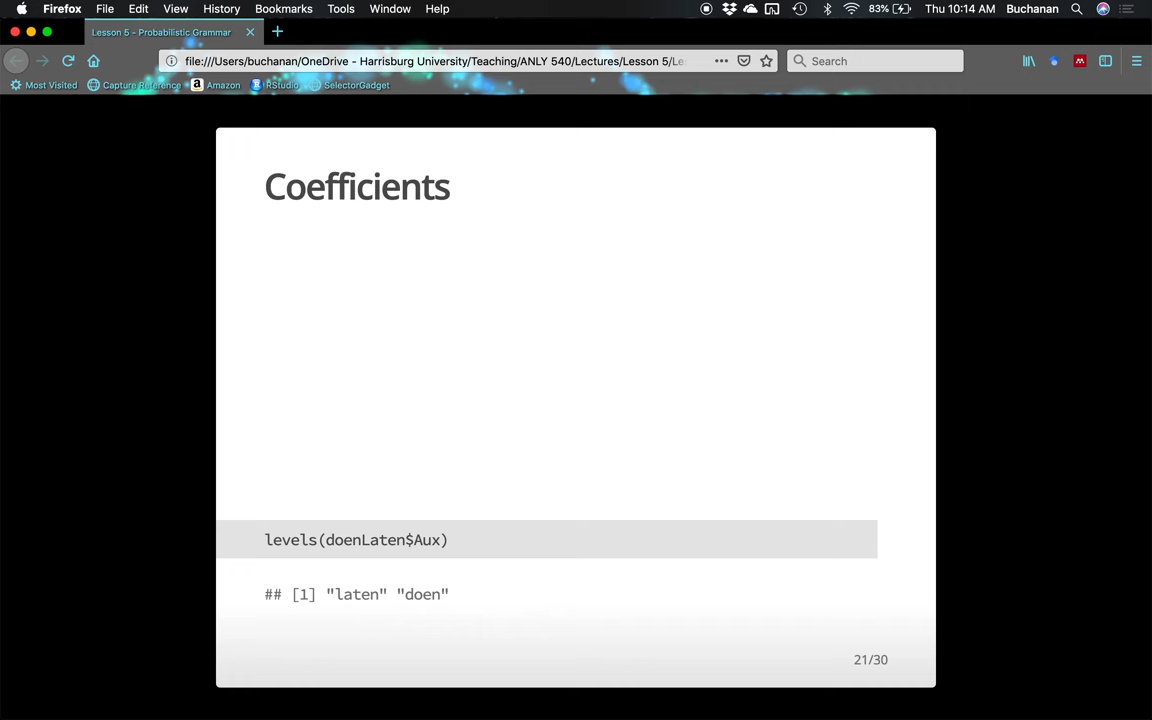 Firefox File Edit View History Bookmarks Tools Window Help 83% Thu 10:14 AM Buchanan
Lesson 5 - Probabilistic Grammar
file:///Users/buchanan/OneDrive - Harrisburg University/Teaching/ANLY 540/Lectures/Lesson 5/Le Search
Most Visited Capture Reference Amazon RStudio SelectorGadget
Coefficients
levels(doenLaten$Aux)
## [1] "laten" "doen"
21/30